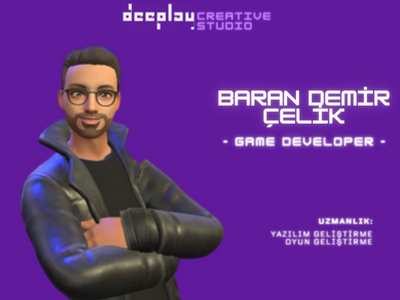 deeplay. CREATIVE
STUDIO
BARAN DEMİR
ÇELİK
- GAME DEVELOPER -
UZMANLIK:
YAZILIM GELİŞTİRME
OYUN GELİŞTİRME